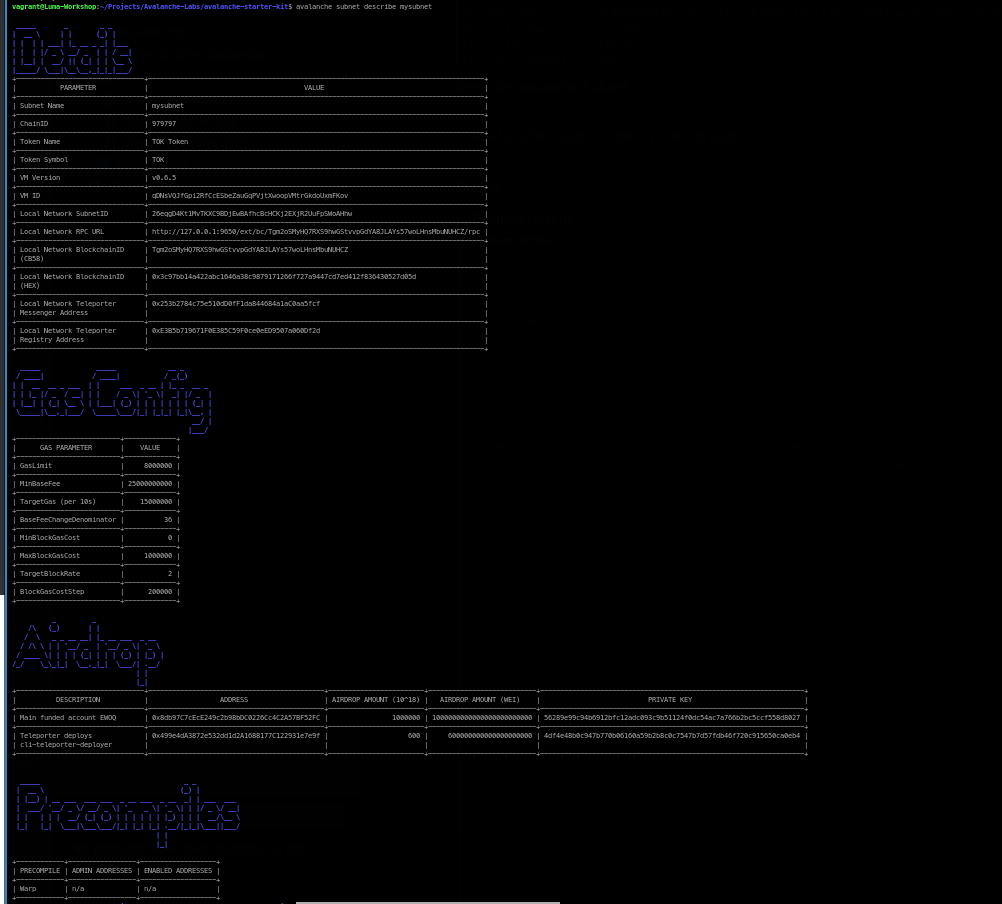 vagrant@Luma-Workshop:~/Projects/Avalanche-Labs/avalanche-starter-kit$ avalanche subnet describe mysubnet
Details
PARAMETER | VALUE
Subnet Name | mysubnet
ChainID | 979797
Token Name | TOK Token
Token Symbol | TOK
VM Version | v0.6.5
VM ID | qDNsVQJfGpi2RfCcESbeZauGqPVjtXwoopVMtrGkdoUxmFKov
Local Network SubnetID | 26eqgD4Kt1MvTKXC9BDjEwBAfhcBcHCKj2EXjR2UuFpSWoAHhw
Local Network RPC URL | http://127.0.0.1:9650/ext/bc/Tgm2oSMyHQ7RXS9hwGStvvpGdYA8JLAYs57woLHnsMbuNUHCZ/rpc
Local Network BlockchainID | Tgm2oSMyHQ7RXS9hwGStvvpGdYA8JLAYs57woLHnsMbuNUHCZ
(CB58)
Local Network BlockchainID | 0x3c97bb14a422abc1646a38c9879171266f727a9447cd7ed412f836430527d05d
(HEX)
Local Network Teleporter | 0x253b2784c75e510dD0fF1da844684a1aC0aa5fcf
Messenger Address
Local Network Teleporter | 0xE3B5b719671F0E385C59F0ce0eED9507a060Df2d
Registry Address
Gas Config
GAS PARAMETER | VALUE
GasLimit | 8000000
MinBaseFee | 25000000000
TargetGas (per 10s) | 15000000
BaseFeeChangeDenominator | 36
MinBlockGasCost | 0
MaxBlockGasCost | 1000000
TargetBlockRate | 2
BlockGasCostStep | 200000
Airdrop
DESCRIPTION | ADDRESS | AIRDROP AMOUNT (10^18) | AIRDROP AMOUNT (WEI) | PRIVATE KEY
Main funded account EWOQ | 0x8db97C7cEcE249c2b98bDC0226Cc4C2A57BF52FC | 1000000 | 1000000000000000000000000 | 56289e99c94b6912bfc12adc093c9b51124f0dc54ac7a766b2bc5ccf558d8027
Teleporter deploys | 0x499e4dA3872e532dd1d2A1688177C122931e7e9f | 600 | 600000000000000000000 | 4df4e48b0c947b770b06160a59b2b8c0c7547b7d57fdb46f720c915650ca0eb4
cli-teleporter-deployer
Precompiles
PRECOMPILE | ADMIN ADDRESSES | ENABLED ADDRESSES
Warp | n/a | n/a